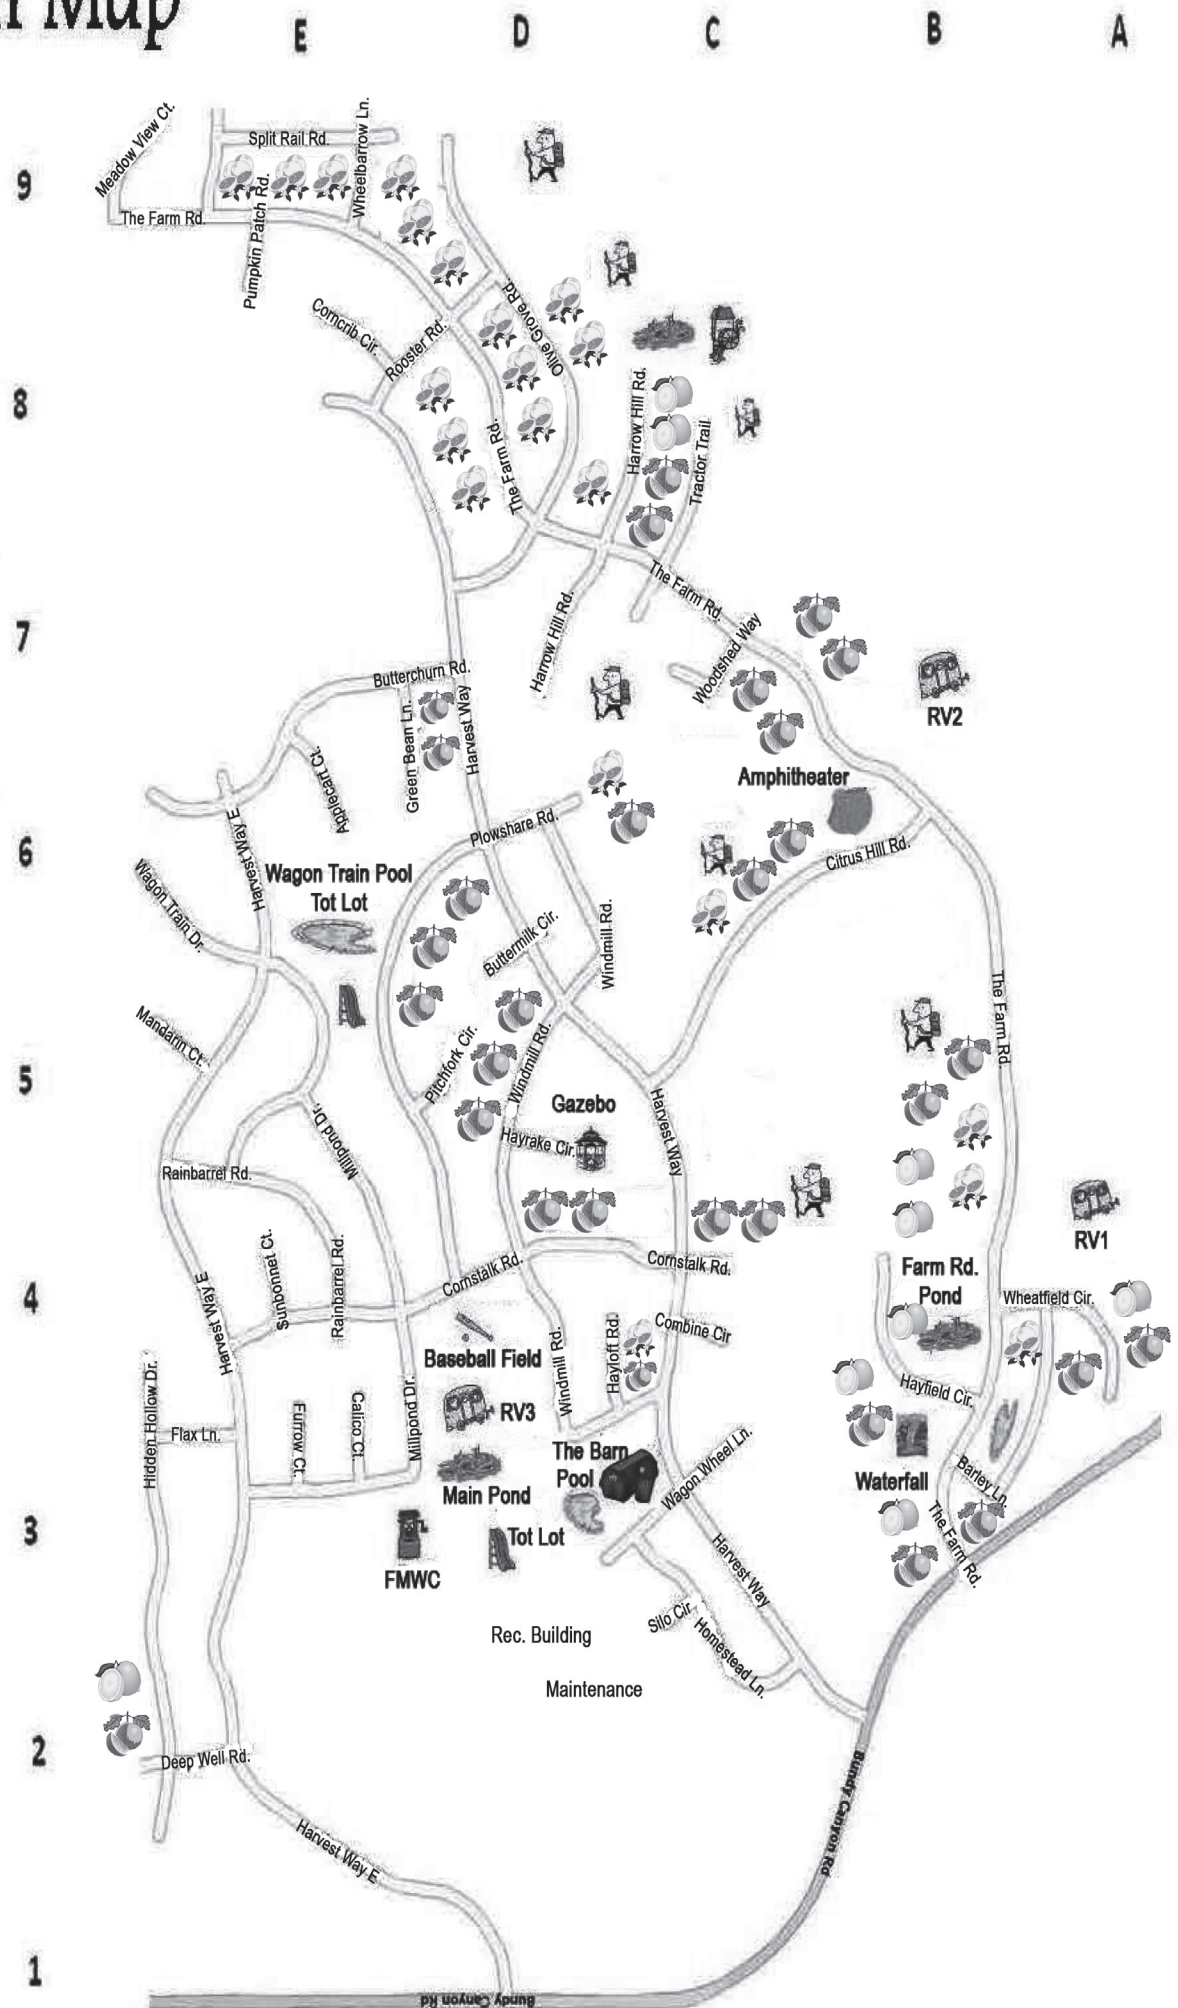 Map
E D C B A
9
8
7
6
5
4
3
2
1
Meadow View Ct.
Split Rail Rd.
Wheelbarrow Ln.
The Farm Rd.
Pumpkin Patch Rd.
Corncrib Cir.
Rooster Rd.
Olive Grove Rd.
The Farm Rd.
Harrow Hill Rd.
Tractor Trail
The Farm Rd.
Harrow Hill Rd.
Woodshed Way
RV2
Butterchurn Rd.
Green Bean Ln.
Harvest Way
Applecart Ct.
Amphitheater
Plowshare Rd.
Citrus Hill Rd.
Harvest Way E
Wagon Train Dr.
Wagon Train Pool
Tot Lot
Buttermilk Cir.
Windmill Rd.
The Farm Rd.
Mandarin Ct.
Pitchfork Cir.
Windmill Rd.
Gazebo
Hayrake Cir.
Harvest Way
Millpond Dr.
Rainbarrel Rd.
RV1
Harvest Way E
Sunbonnet Ct.
Rainbarrel Rd.
Cornstalk Rd.
Cornstalk Rd.
Farm Rd.
Pond
Wheatfield Cir.
Baseball Field
Windmill Rd.
Hayloft Rd.
Combine Cir
Hayfield Cir.
Hidden Hollow Dr.
Flax Ln.
Furrow Ct.
Calico Ct.
Millpond Dr.
RV3
Main Pond
The Barn
Pool
Wagon Wheel Ln.
Waterfall
Barley Ln.
The Farm Rd.
FMWC
Tot Lot
Harvest Way
Silo Cir
Homestead Ln.
Rec. Building
Maintenance
Deep Well Rd.
Harvest Way E
Bundy Canyon Rd
Bundy Canyon Rd